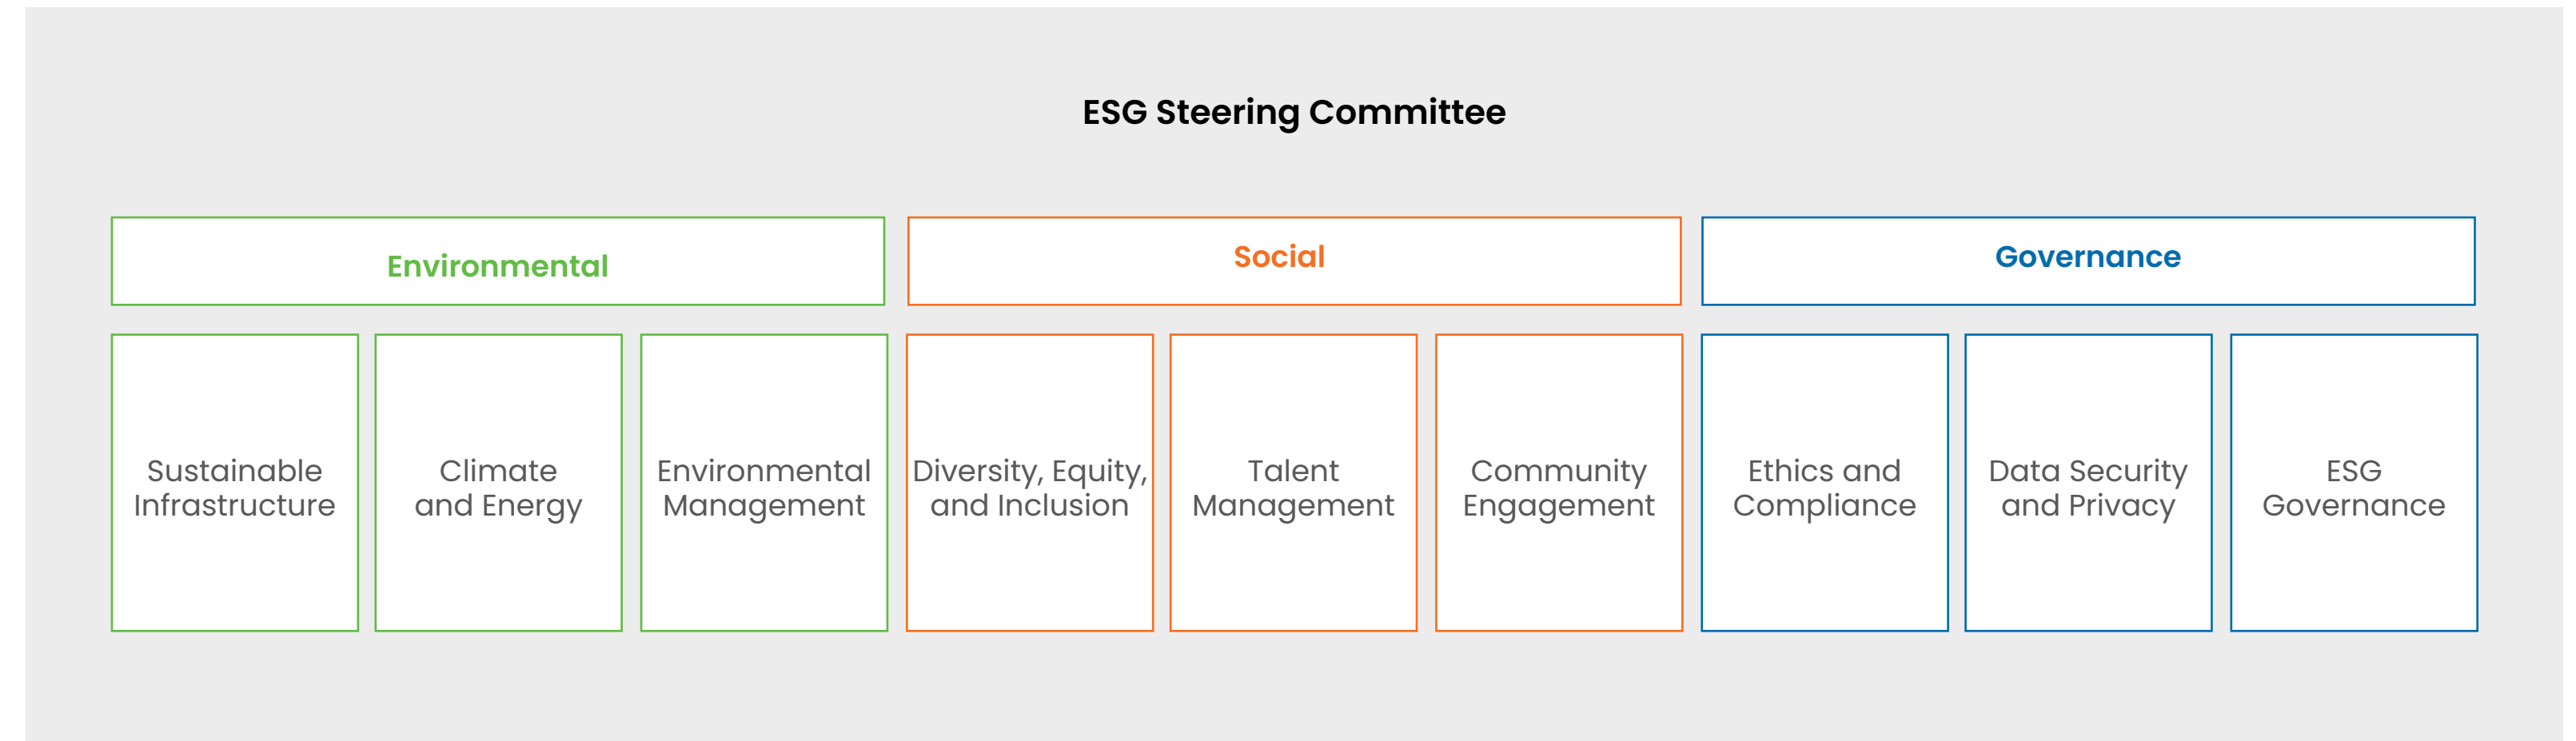 ESG Steering Committee
Environmental
Social
Governance
Sustainable
Infrastructure
Climate
and Energy
Environmental
Management
Diversity, Equity,
and Inclusion
Talent
Management
Community
Engagement
Ethics and
Compliance
Data Security
and Privacy
ESG
Governance